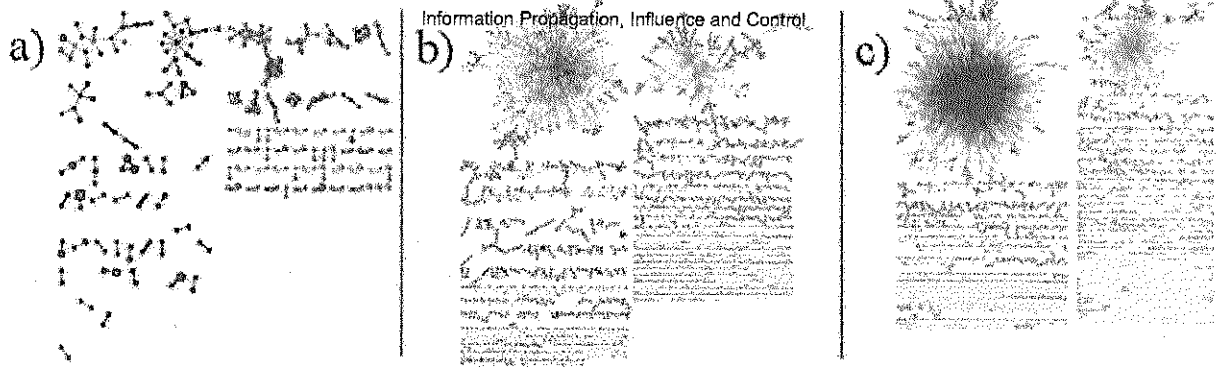 Information Propagation, Influence and Control
a)
b)
c)